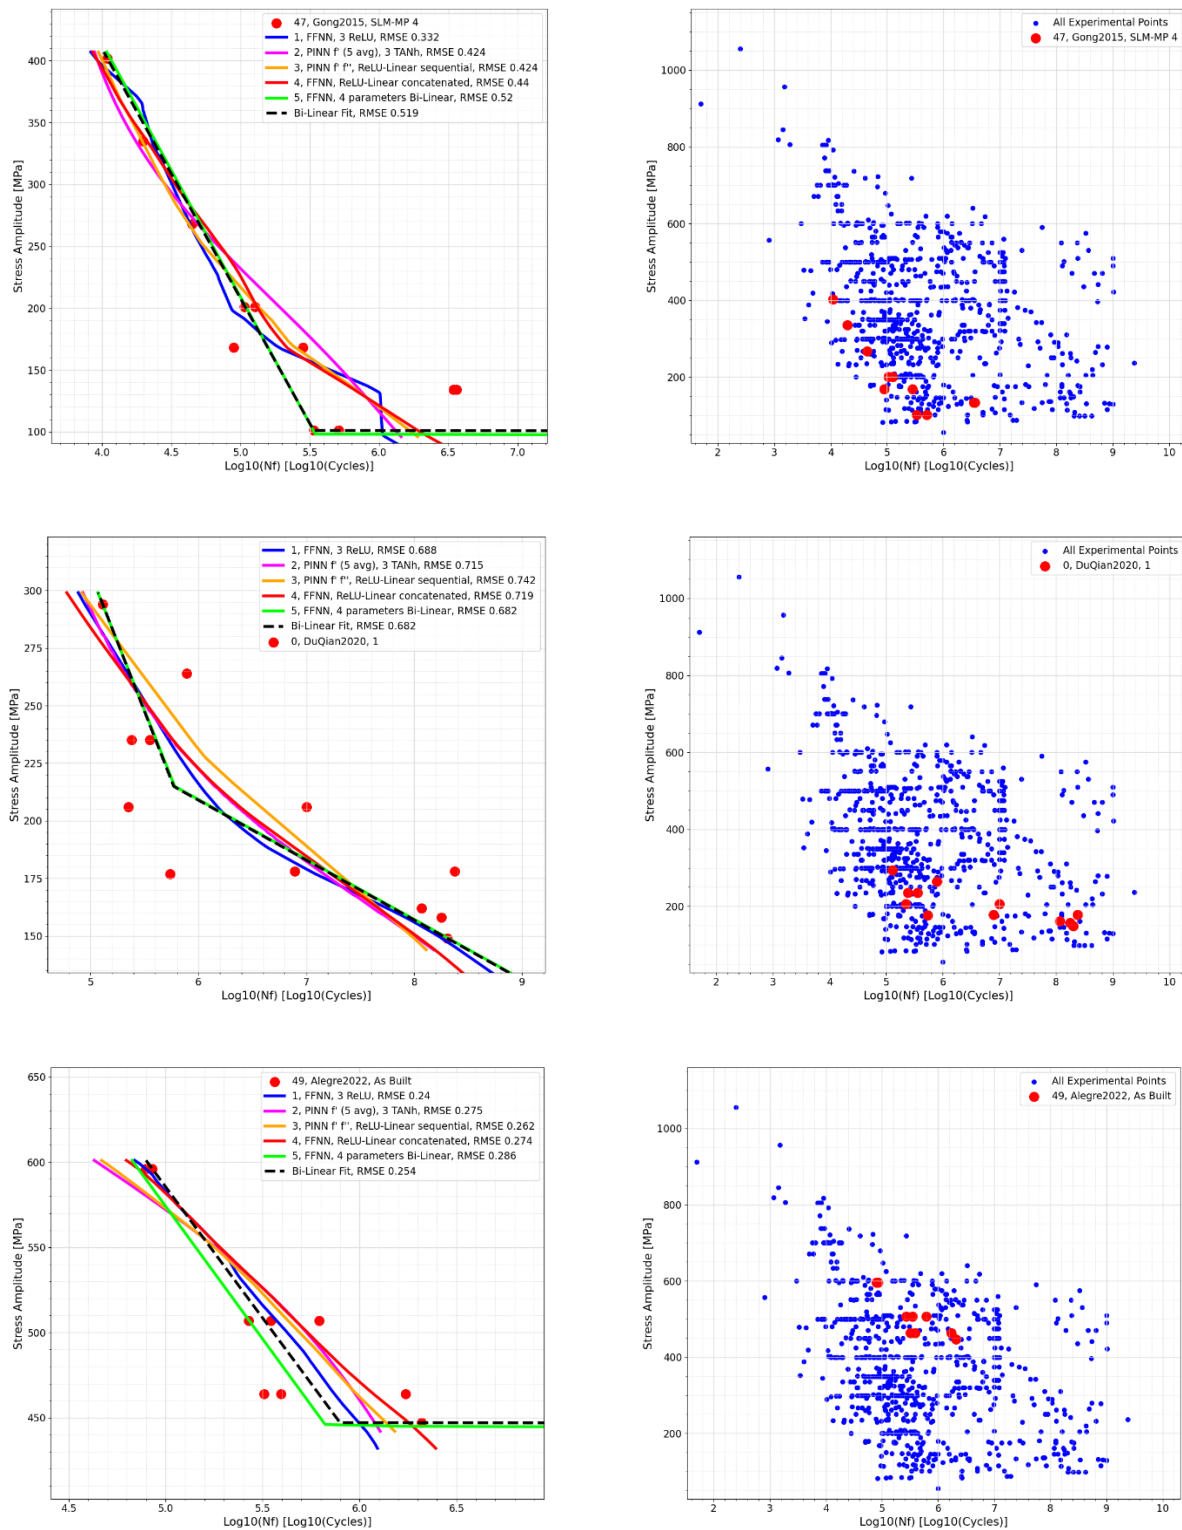 47, Gong2015, SLM-MP 4
1, FFNN, 3 ReLU, RMSE 0.332
2, PINN f' (5 avg), 3 TANh, RMSE 0.424
3, PINN f' f'', ReLU-Linear sequential, RMSE 0.424
4, FFNN, ReLU-Linear concatenated, RMSE 0.44
5, FFNN, 4 parameters Bi-Linear, RMSE 0.52
Bi-Linear Fit, RMSE 0.519
Stress Amplitude [MPa]
400
350
300
250
200
150
100
4.0 4.5 5.0 5.5 6.0 6.5 7.0
Log10(Nf) [Log10(Cycles)]
All Experimental Points
47, Gong2015, SLM-MP 4
Stress Amplitude [MPa]
1000
800
600
400
200
2 3 4 5 6 7 8 9 10
Log10(Nf) [Log10(Cycles)]
1, FFNN, 3 ReLU, RMSE 0.688
2, PINN f' (5 avg), 3 TANh, RMSE 0.715
3, PINN f' f'', ReLU-Linear sequential, RMSE 0.742
4, FFNN, ReLU-Linear concatenated, RMSE 0.719
5, FFNN, 4 parameters Bi-Linear, RMSE 0.682
Bi-Linear Fit, RMSE 0.682
0, DuQian2020, 1
Stress Amplitude [MPa]
300
275
250
225
200
175
150
5 6 7 8 9
Log10(Nf) [Log10(Cycles)]
All Experimental Points
0, DuQian2020, 1
Stress Amplitude [MPa]
1000
800
600
400
200
2 3 4 5 6 7 8 9 10
Log10(Nf) [Log10(Cycles)]
49, Alegre2022, As Built
1, FFNN, 3 ReLU, RMSE 0.24
2, PINN f' (5 avg), 3 TANh, RMSE 0.275
3, PINN f' f'', ReLU-Linear sequential, RMSE 0.262
4, FFNN, ReLU-Linear concatenated, RMSE 0.274
5, FFNN, 4 parameters Bi-Linear, RMSE 0.286
Bi-Linear Fit, RMSE 0.254
Stress Amplitude [MPa]
650
600
550
500
450
4.5 5.0 5.5 6.0 6.5
Log10(Nf) [Log10(Cycles)]
All Experimental Points
49, Alegre2022, As Built
Stress Amplitude [MPa]
1000
800
600
400
200
2 3 4 5 6 7 8 9 10
Log10(Nf) [Log10(Cycles)]